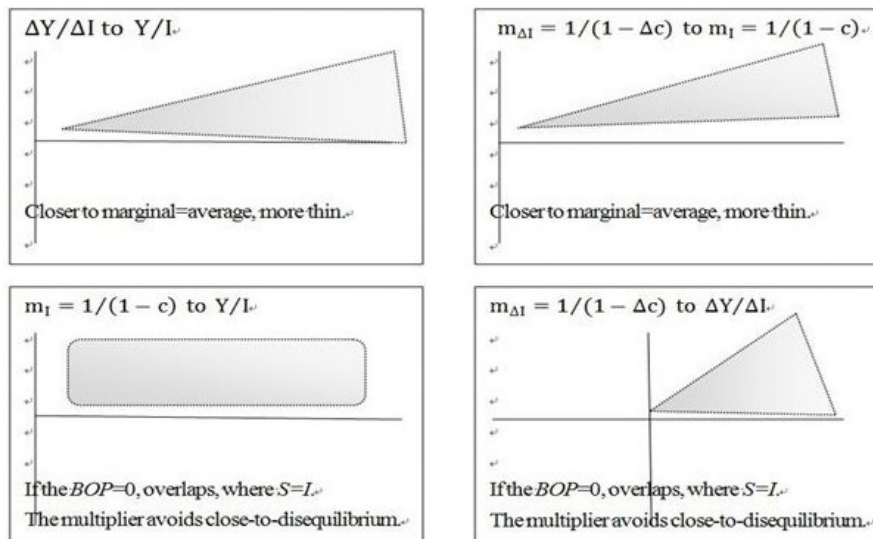 ΔY/ΔI to Y/I
Closer to marginal=average, more thin.
m_ΔI = 1/(1 − Δc) to m_I = 1/(1 − c)
Closer to marginal=average, more thin.
m_I = 1/(1 − c) to Y/I
If the BOP=0, overlaps, where S=I.
The multiplier avoids close-to-disequilibrium.
m_ΔI = 1/(1 − Δc) to ΔY/ΔI
If the BOP=0, overlaps, where S=I.
The multiplier avoids close-to-disequilibrium.